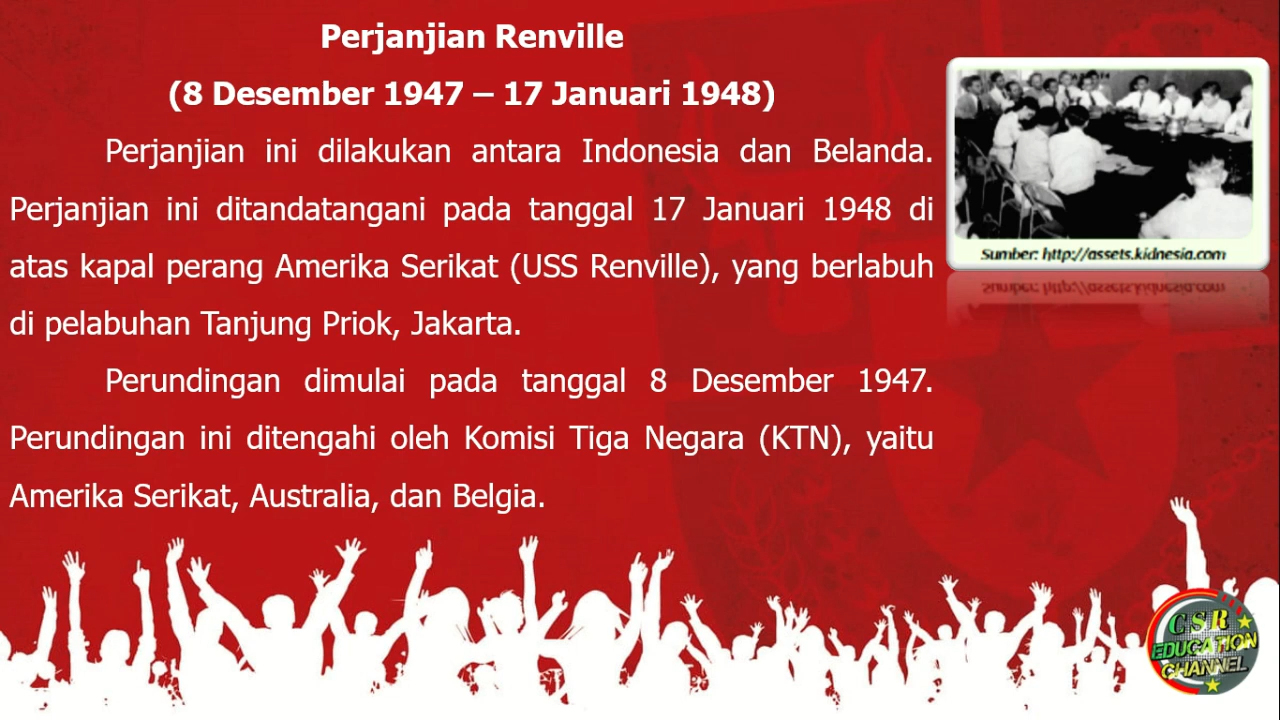 Perjanjian Renville
(8 Desember 1947 – 17 Januari 1948)
Perjanjian ini dilakukan antara Indonesia dan Belanda.
Perjanjian ini ditandatangani pada tanggal 17 Januari 1948 di
atas kapal perang Amerika Serikat (USS Renville), yang berlabuh
di pelabuhan Tanjung Priok, Jakarta.
Perundingan dimulai pada tanggal 8 Desember 1947.
Perundingan ini ditengahi oleh Komisi Tiga Negara (KTN), yaitu
Amerika Serikat, Australia, dan Belgia.
Sumber: http://assets.kidnesia.com
CSR
EDUCATION
CHANNEL